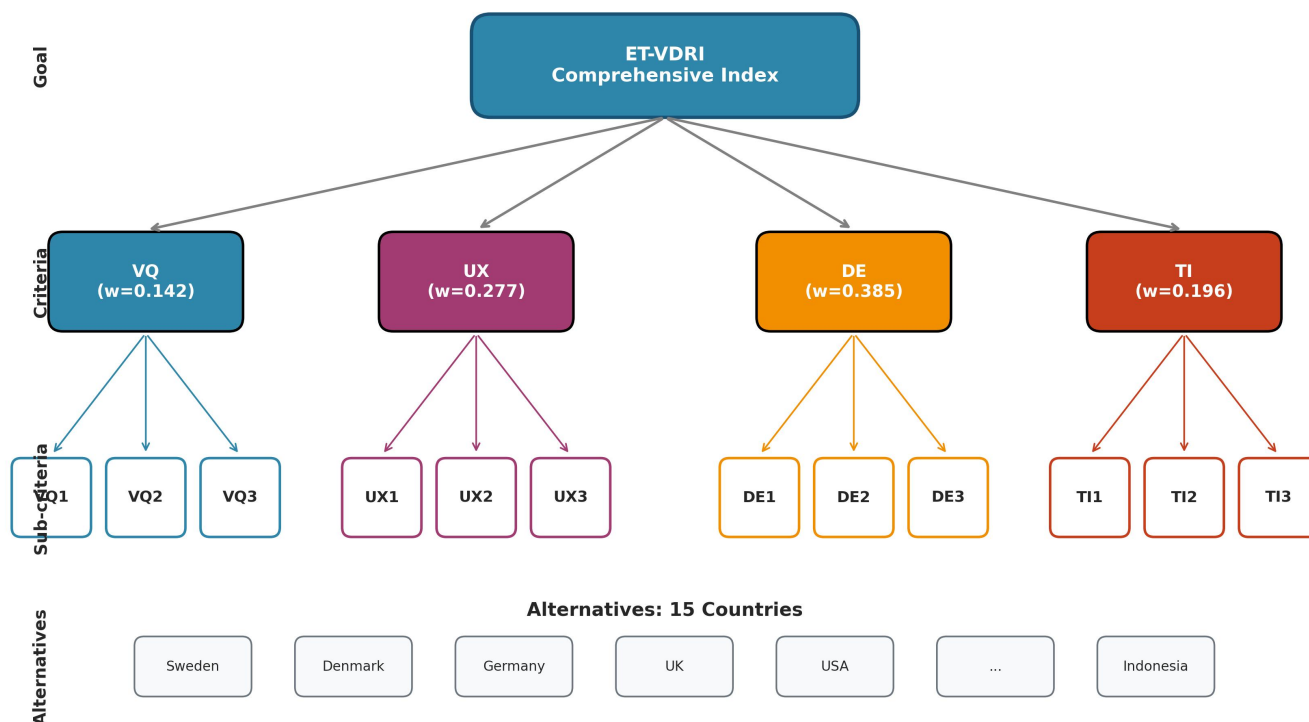 Goal
ET-VDRI
Comprehensive Index
Criteria
VQ
(w=0.142)
UX
(w=0.277)
DE
(w=0.385)
TI
(w=0.196)
Sub-criteria
VQ1
VQ2
VQ3
UX1
UX2
UX3
DE1
DE2
DE3
TI1
TI2
TI3
Alternatives
Alternatives: 15 Countries
Sweden
Denmark
Germany
UK
USA
...
Indonesia